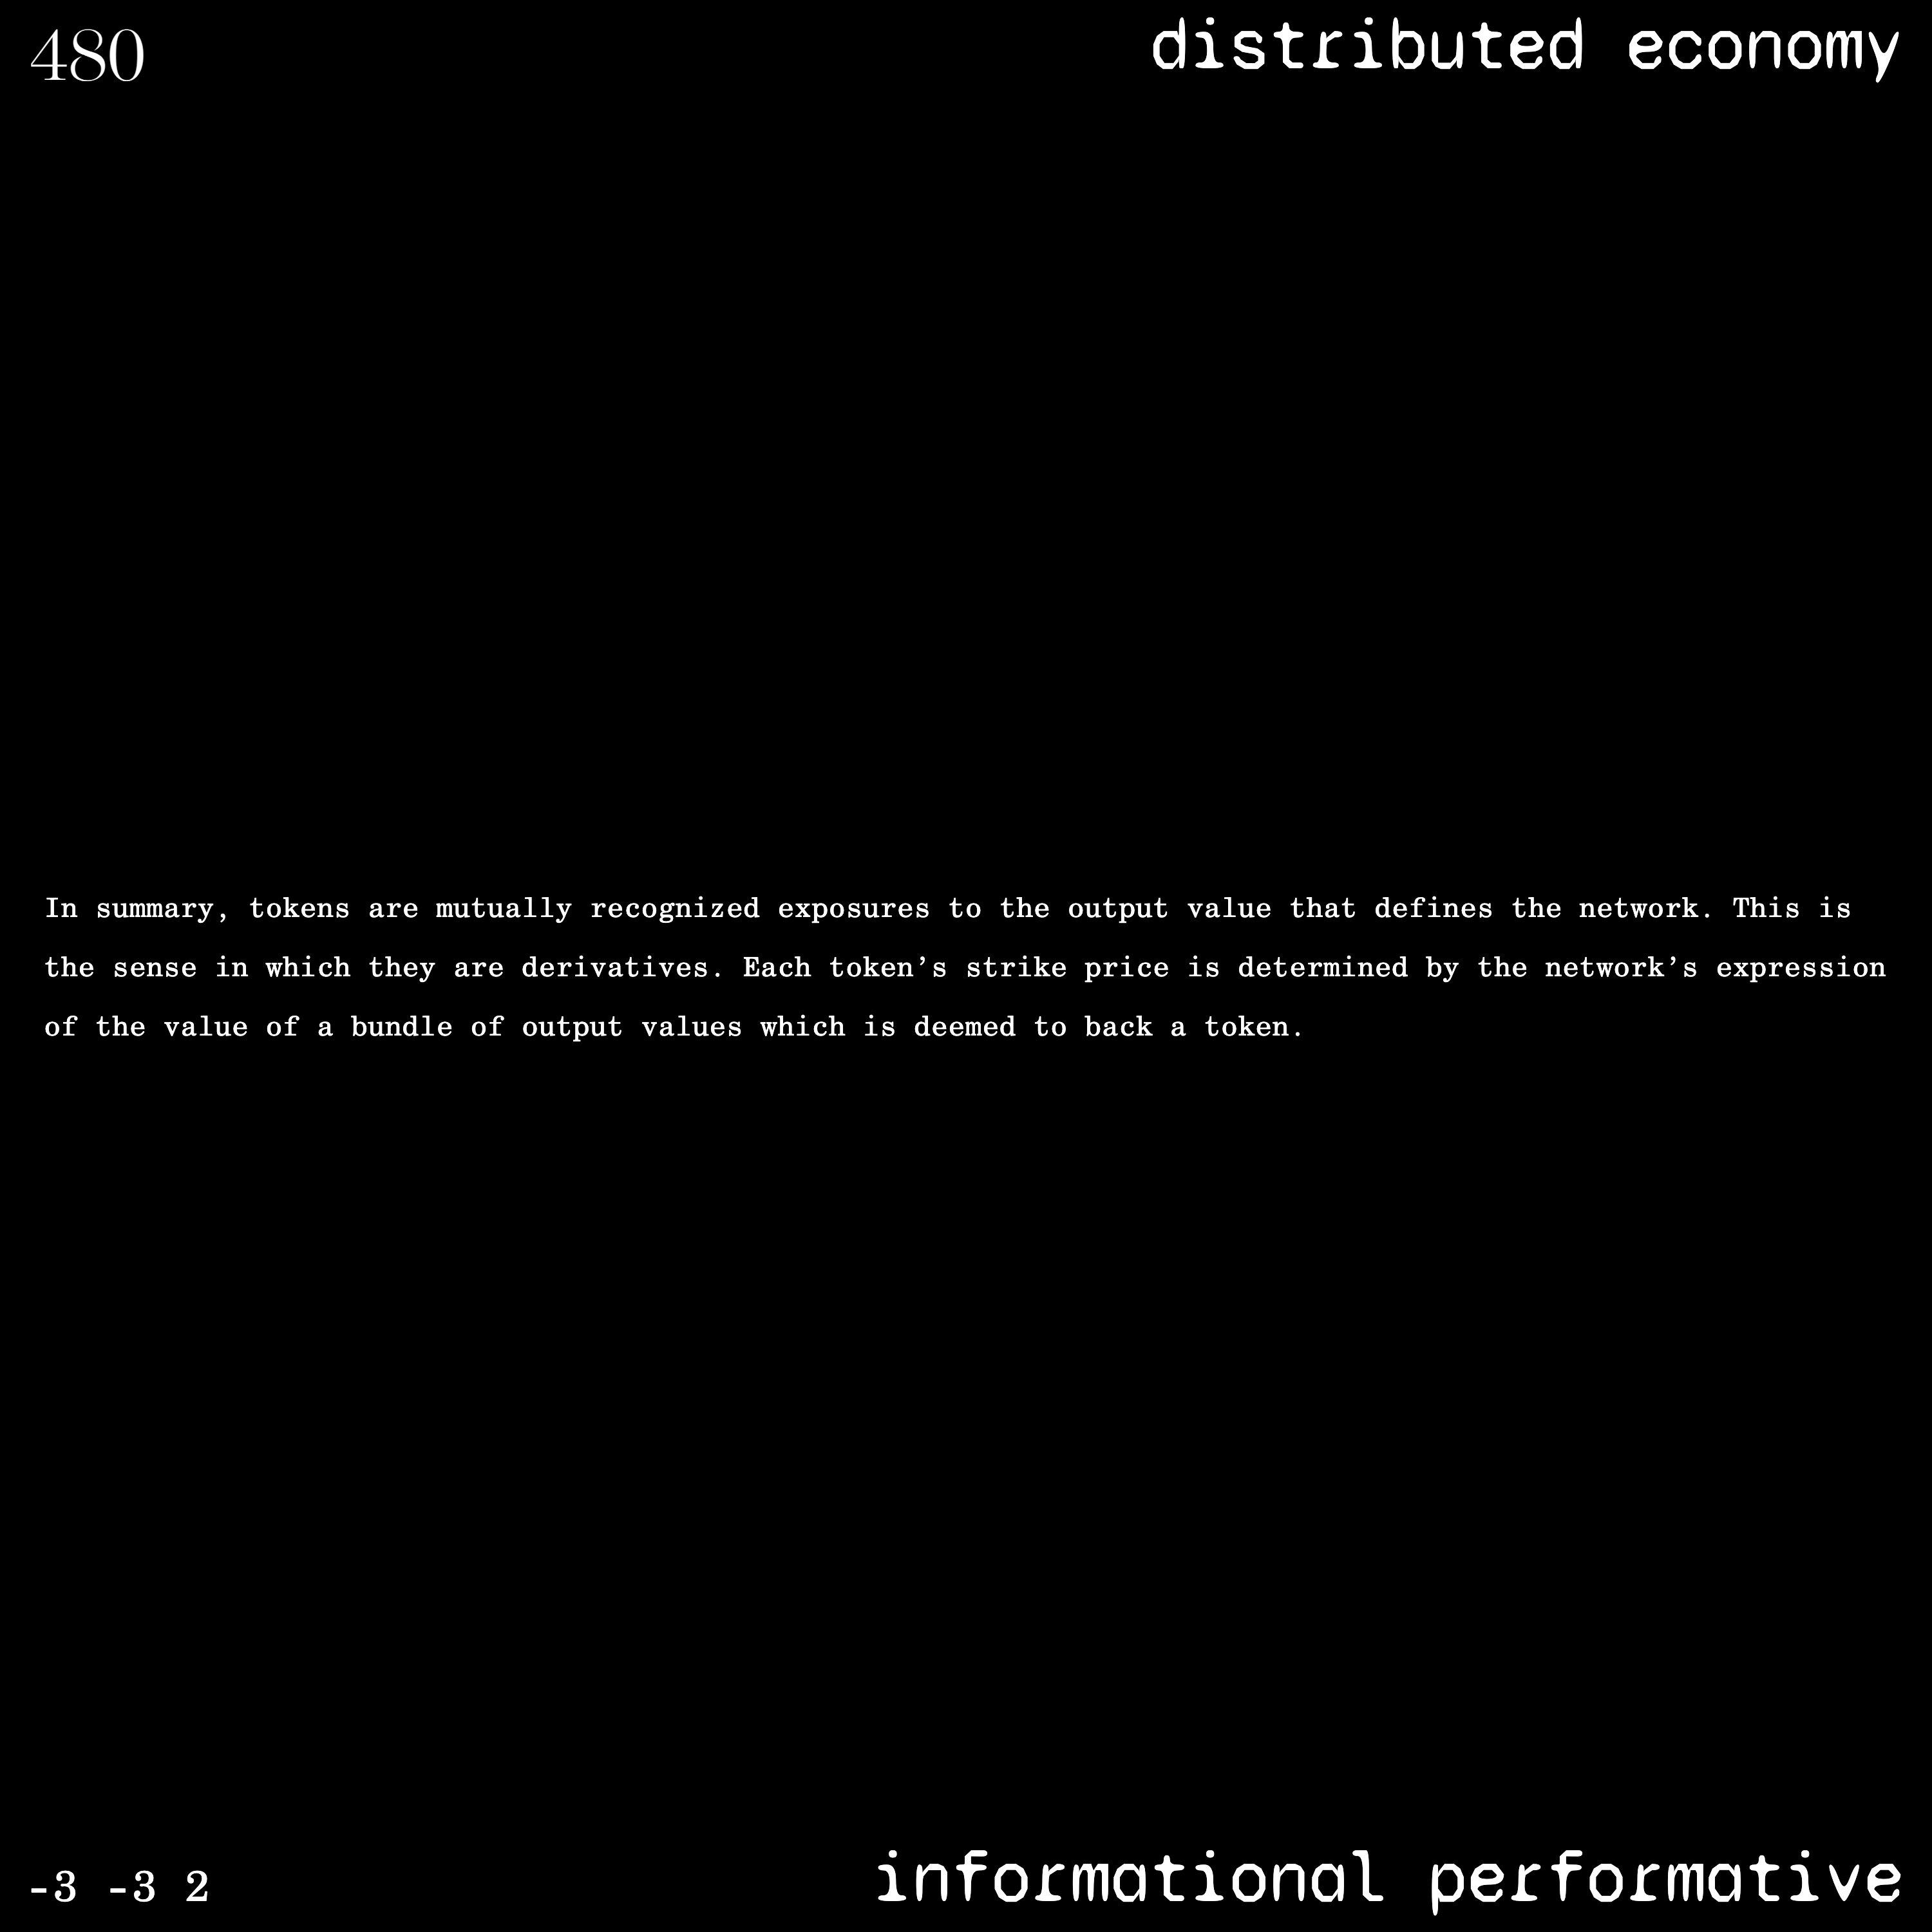 480
distributed economy
In summary, tokens are mutually recognized exposures to the output value that defines the network. This is
the sense in which they are derivatives. Each token’s strike price is determined by the network’s expression
of the value of a bundle of output values which is deemed to back a token.
-3 -3 2
informational performative